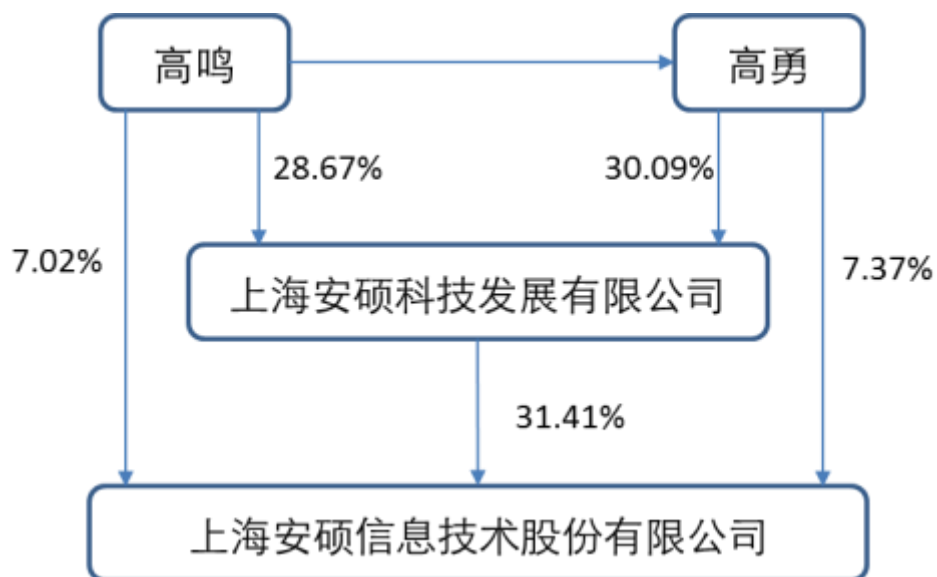 高鸣
高勇
28.67%
30.09%
7.02%
7.37%
上海安硕科技发展有限公司
31.41%
上海安硕信息技术股份有限公司